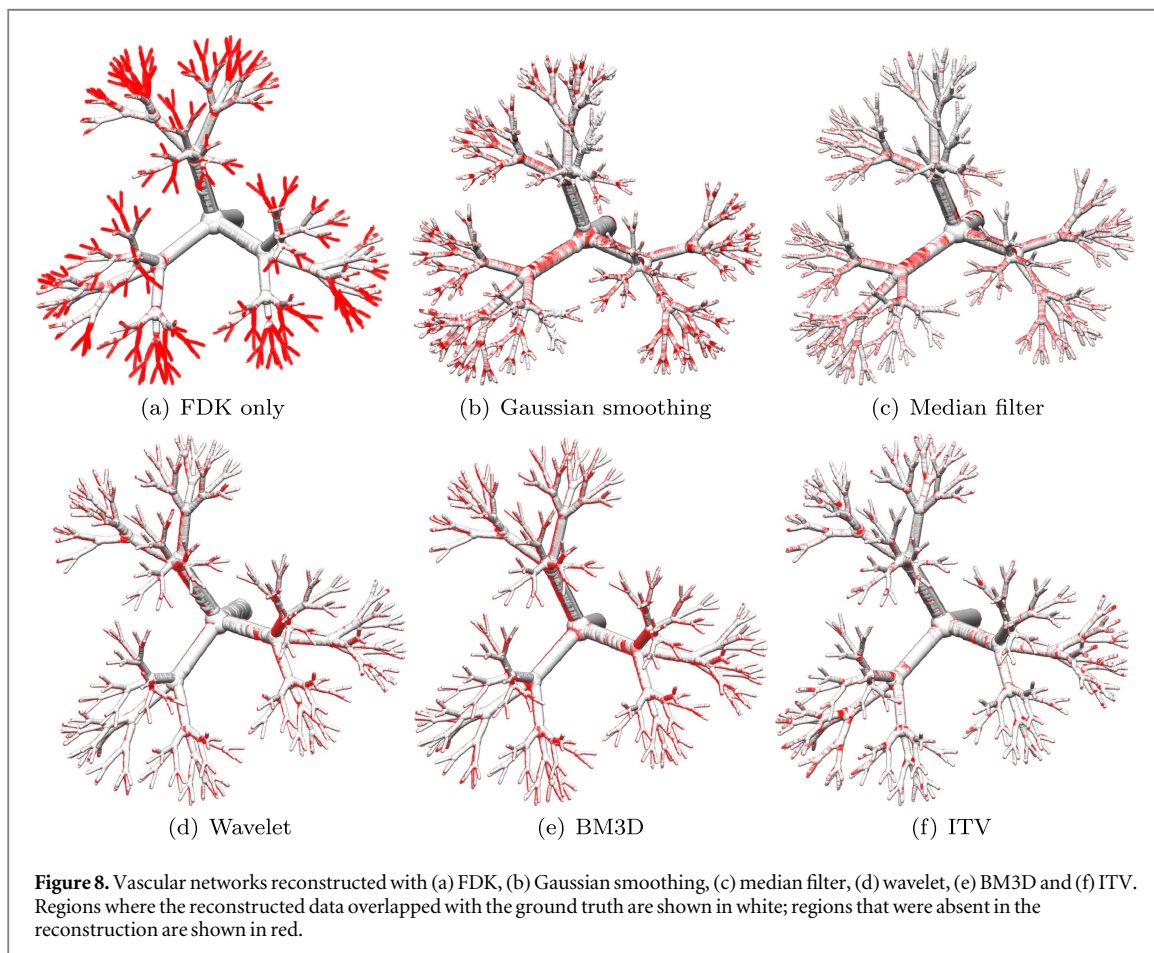 (a) FDK only
(b) Gaussian smoothing
(c) Median filter
(d) Wavelet
(e) BM3D
(f) ITV
Figure 8. Vascular networks reconstructed with (a) FDK, (b) Gaussian smoothing, (c) median filter, (d) wavelet, (e) BM3D and (f) ITV.
Regions where the reconstructed data overlapped with the ground truth are shown in white; regions that were absent in the
reconstruction are shown in red.